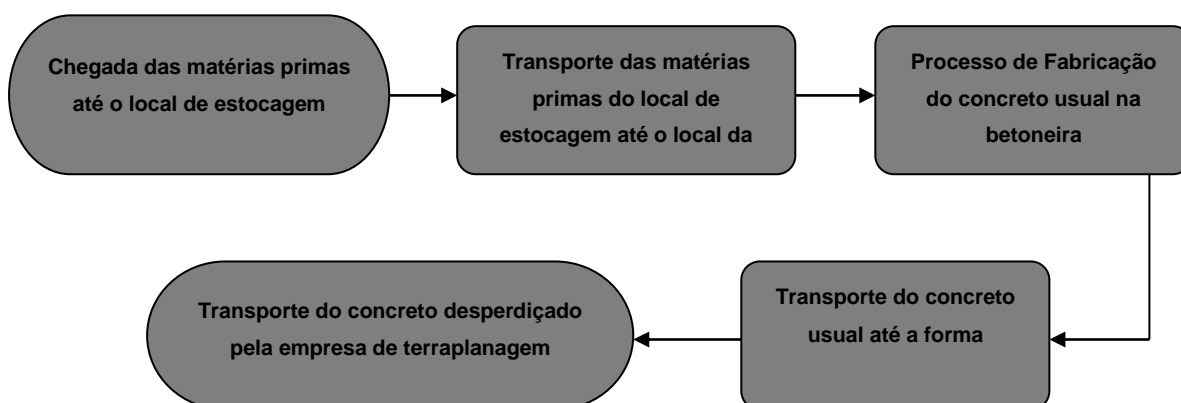 Chegada das matérias primas
até o local de estocagem
Transporte das matérias
primas do local de
estocagem até o local da
Processo de Fabricação
do concreto usual na
betoneira
Transporte do concreto
usual até a forma
Transporte do concreto desperdiçado
pela empresa de terraplanagem